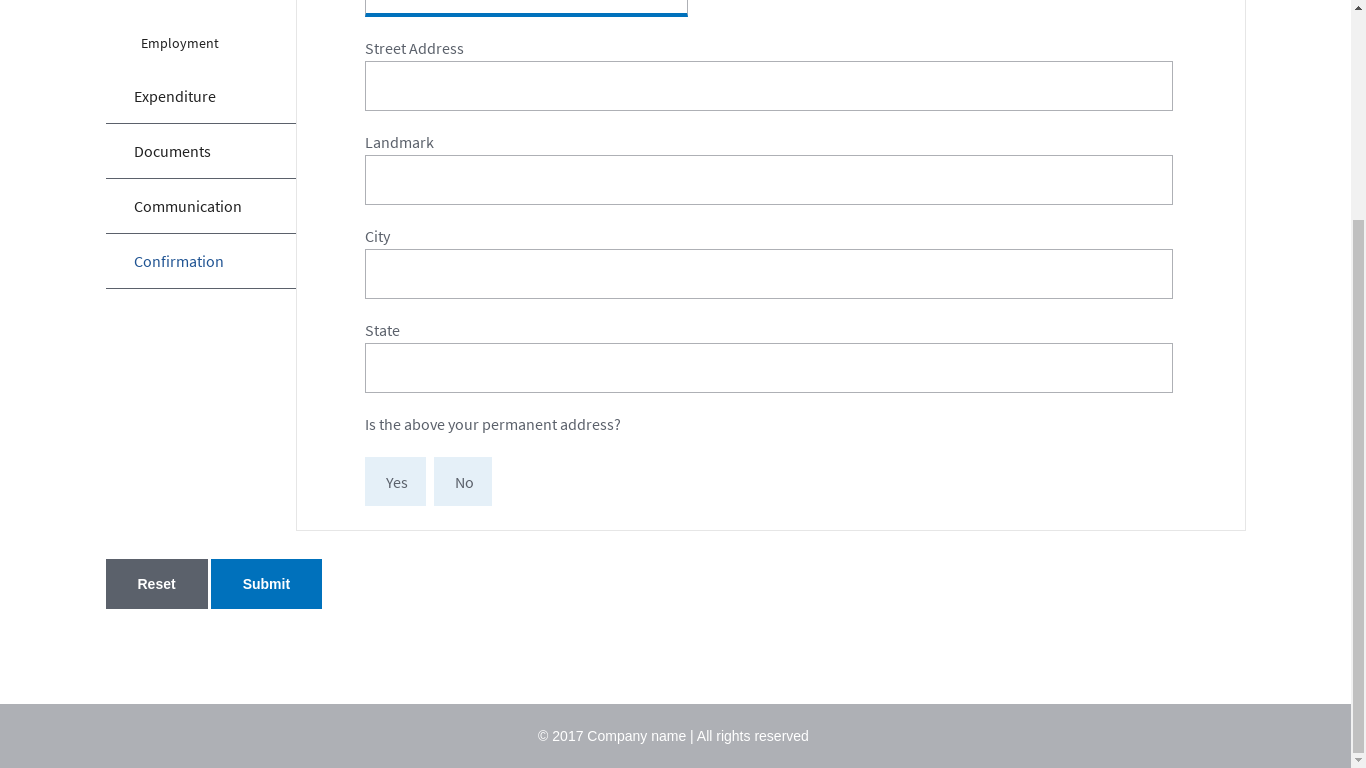 Employment
Expenditure
Documents
Communication
Confirmation
Street Address
Landmark
City
State
Is the above your permanent address?
Yes No
Reset Submit
© 2017 Company name | All rights reserved